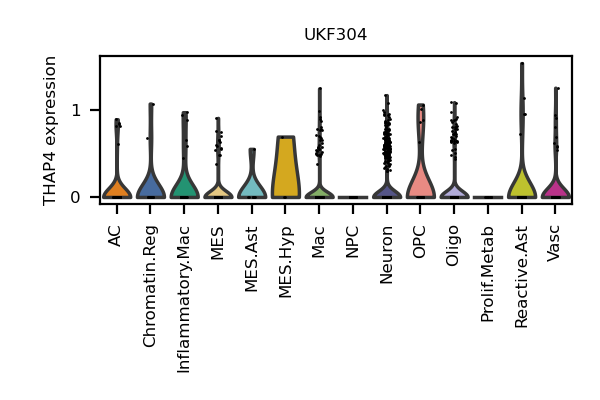 UKF304
THAP4 expression
1
0
AC
Chromatin.Reg
Inflammatory.Mac
MES
MES.Ast
MES.Hyp
Mac
NPC
Neuron
OPC
Oligo
Prolif.Metab
Reactive.Ast
Vasc